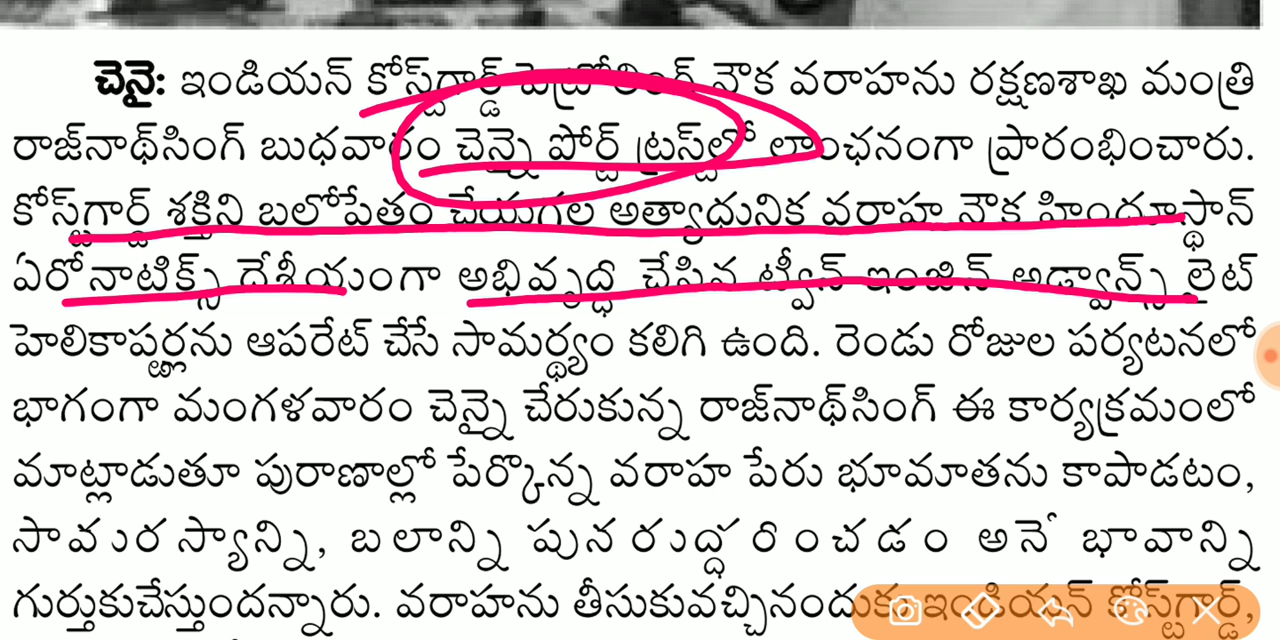 చెనై: ఇండియన్ కోస్ట్‌గార్డ్ పెట్రోలింగ్ నౌక వరాహను రక్షణశాఖ మంత్రి
రాజ్‌నాథ్‌సింగ్ బుధవారం చెన్నై పోర్ట్ ట్రస్ట్‌లో లాంఛనంగా ప్రారంభించారు.
కోస్ట్‌గార్డ్ శక్తిని బలోపేతం చేయగల అత్యాధునిక వరాహ నౌక హిందూస్థాన్
ఏరోనాటిక్స్ దేశీయంగా అభివృద్ధి చేసిన ట్వీన్ ఇంజిన్ అడ్వాన్స్డ్ లైట్
హెలికాప్టర్లను ఆపరేట్ చేసే సామర్థ్యం కలిగి ఉంది. రెండు రోజుల పర్యటనలో
భాగంగా మంగళవారం చెన్నై చేరుకున్న రాజ్‌నాథ్‌సింగ్ ఈ కార్యక్రమంలో
మాట్లాడుతూ పురాణాల్లో పేర్కొన్న వరాహ పేరు భూమాతను కాపాడటం,
సామరస్యాన్ని, బలాన్ని పునరుద్ధరించడం అనే భావాన్ని
గుర్తుకుచేస్తుందన్నారు. వరాహను తీసుకువచ్చినందుకు ఇండియన్ కోస్ట్‌గార్డ్,